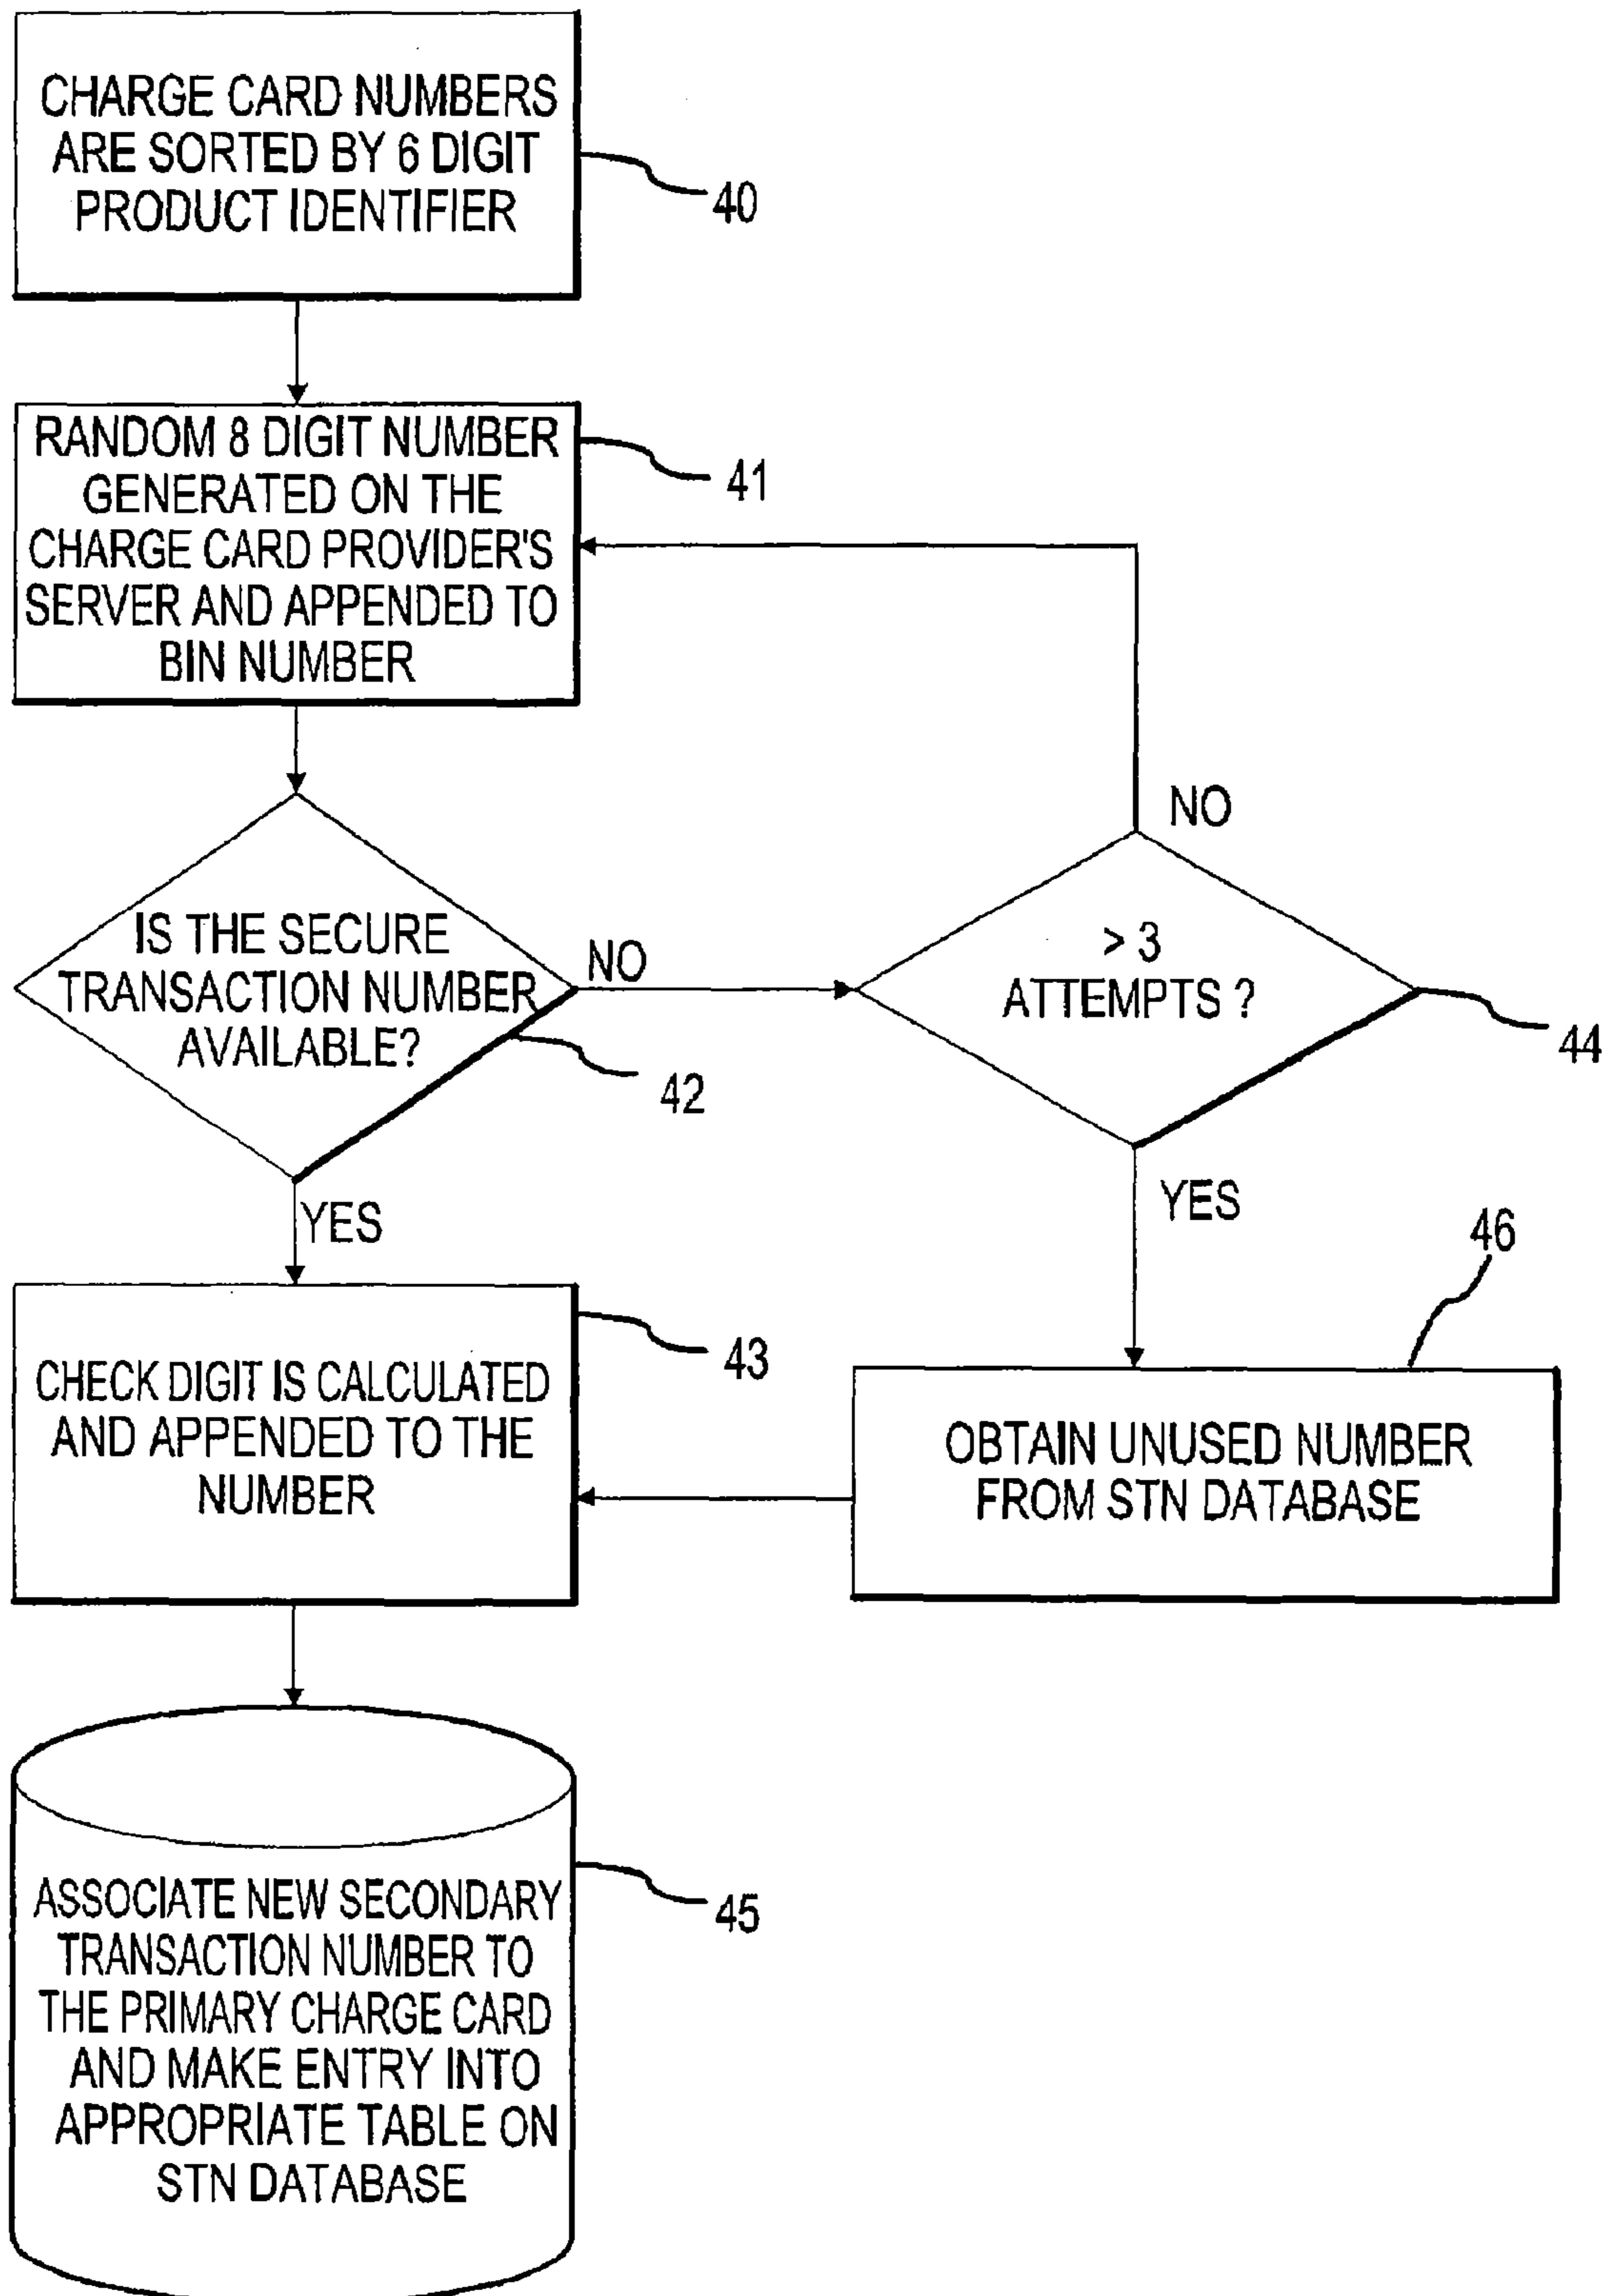 CHARGE CARD NUMBERS
ARE SORTED BY 6 DIGIT
PRODUCT IDENTIFIER
40
RANDOM 8 DIGIT NUMBER
GENERATED ON THE
CHARGE CARD PROVIDER'S
SERVER AND APPENDED TO
BIN NUMBER
41
IS THE SECURE
TRANSACTION NUMBER
AVAILABLE?
42
NO
> 3
ATTEMPTS ?
44
NO
YES
YES
CHECK DIGIT IS CALCULATED
AND APPENDED TO THE
NUMBER
43
46
OBTAIN UNUSED NUMBER
FROM STN DATABASE
ASSOCIATE NEW SECONDARY
TRANSACTION NUMBER TO
THE PRIMARY CHARGE CARD
AND MAKE ENTRY INTO
APPROPRIATE TABLE ON
STN DATABASE
45